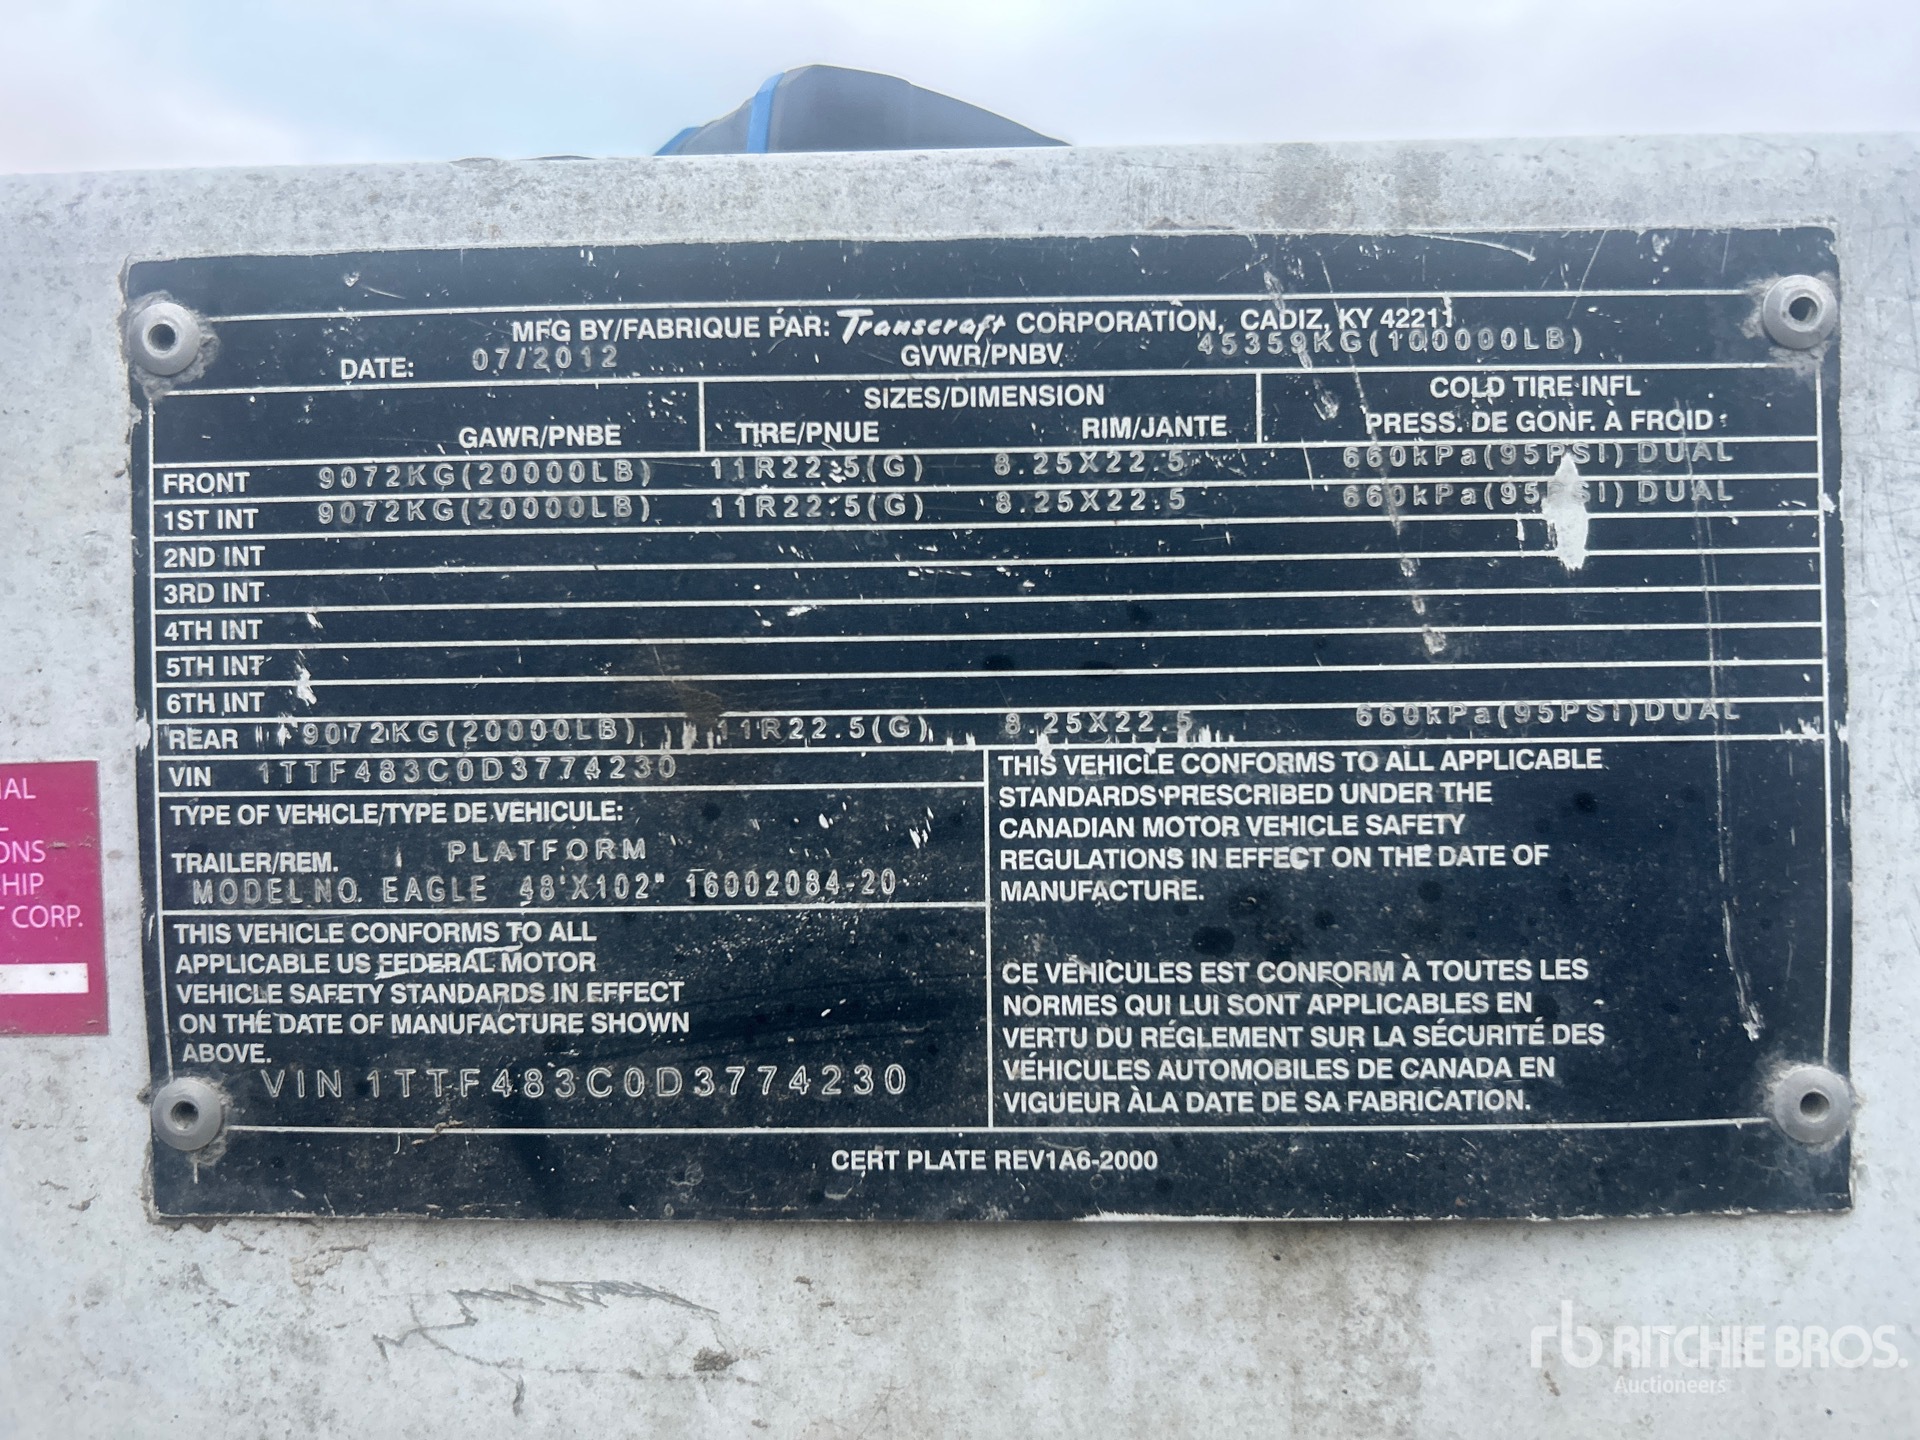 MFG BY/FABRIQUE PAR: Transcraft CORPORATION, CADIZ, KY 42211
DATE: 07/2012 GVWR/PNBV 45359KG(100000LB)
SIZES/DIMENSION COLD TIRE INFL
GAWR/PNBE TIRE/PNUE RIM/JANTE PRESS. DE GONF. À FROID
FRONT 9072KG(20000LB) 11R22.5(G) 8.25X22.5 660kPa(95PSI)DUAL
1ST INT 9072KG(20000LB) 11R22.5(G) 8.25X22.5 660kPa(95PSI)DUAL
2ND INT
3RD INT
4TH INT
5TH INT
6TH INT
REAR 9072KG(20000LB) 11R22.5(G) 8.25X22.5 660kPa(95PSI)DUAL
VIN 1TTF483C0D3774230
TYPE OF VEHICLE/TYPE DE VEHICULE:
TRAILER/REM. PLATFORM
MODEL NO. EAGLE 48'X102" 16002084-20
THIS VEHICLE CONFORMS TO ALL
APPLICABLE US FEDERAL MOTOR
VEHICLE SAFETY STANDARDS IN EFFECT
ON THE DATE OF MANUFACTURE SHOWN
ABOVE.
VIN 1TTF483C0D3774230
THIS VEHICLE CONFORMS TO ALL APPLICABLE
STANDARDS PRESCRIBED UNDER THE
CANADIAN MOTOR VEHICLE SAFETY
REGULATIONS IN EFFECT ON THE DATE OF
MANUFACTURE.
CE VÉHICULES EST CONFORM À TOUTES LES
NORMES QUI LUI SONT APPLICABLES EN
VERTU DU RÉGLEMENT SUR LA SÉCURITÉ DES
VÉHICULES AUTOMOBILES DE CANADA EN
VIGUEUR ÀLA DATE DE SA FABRICATION.
CERT PLATE REV1A6-2000
CORP.
rb RITCHIE BROS.
Auctioneers